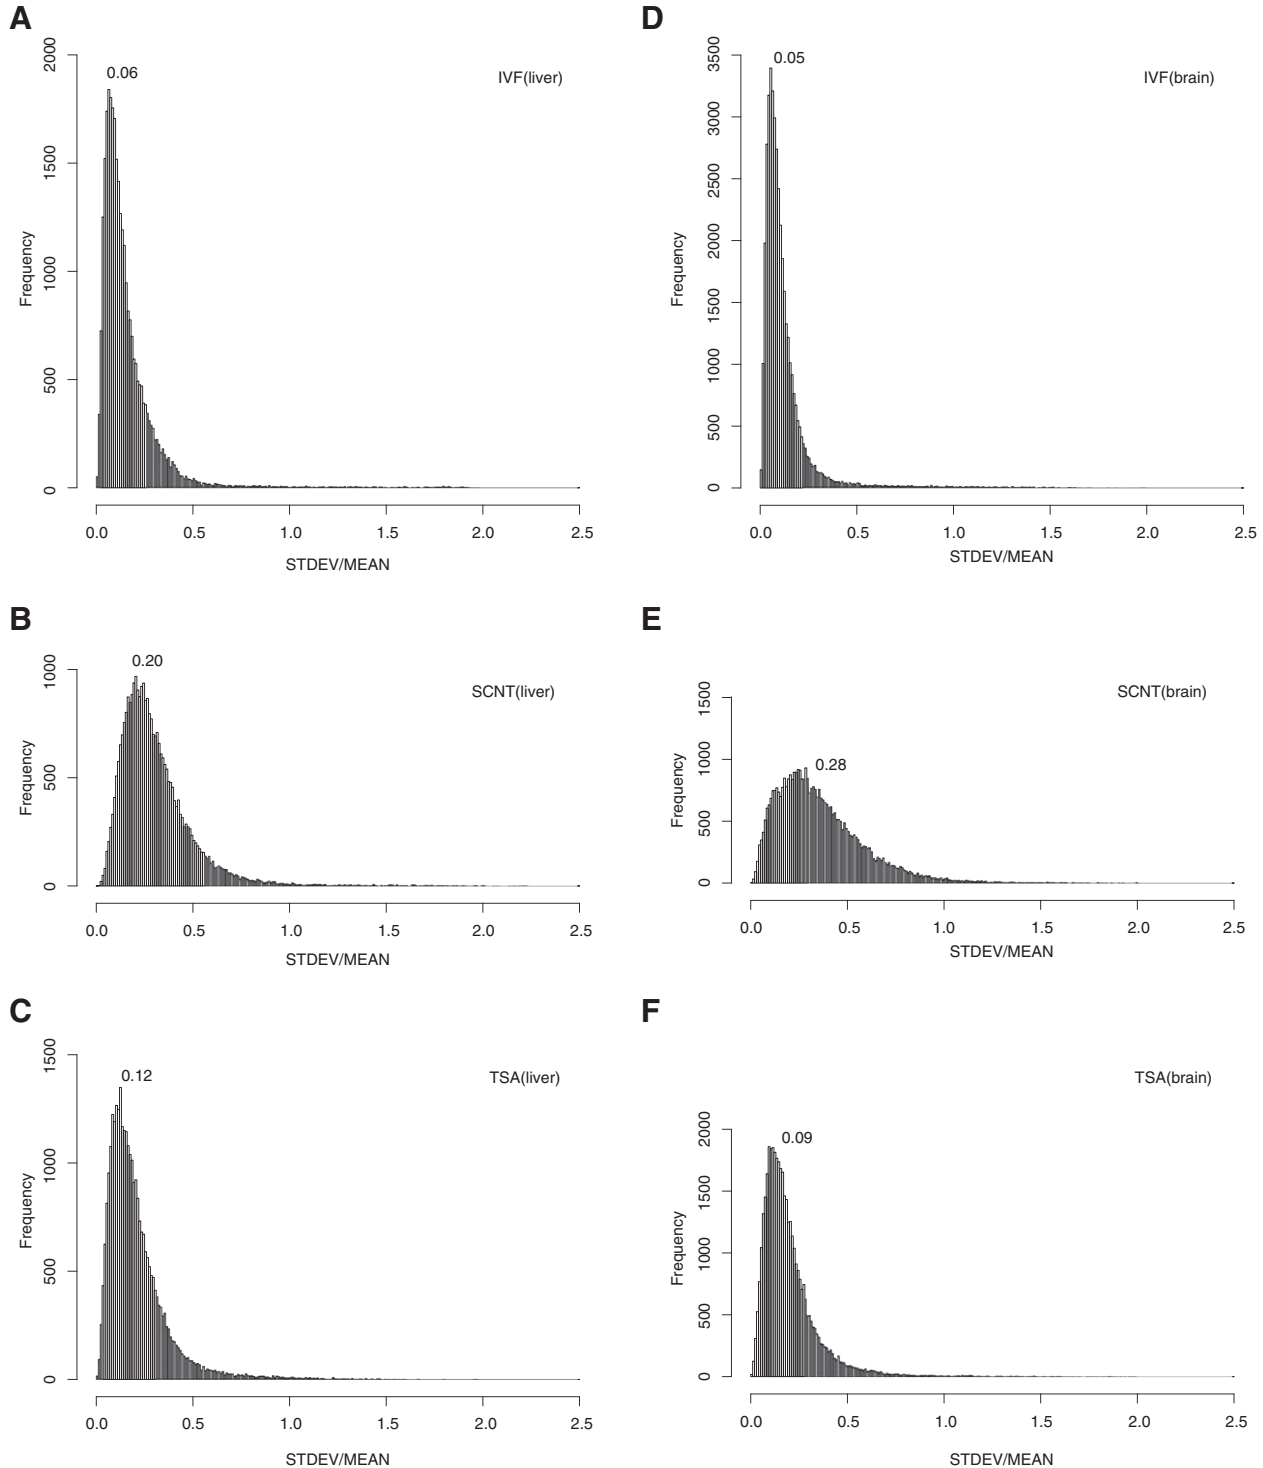 A
IVF(liver)
0.06
Frequency
0 500 1000 1500 2000
0.0 0.5 1.0 1.5 2.0 2.5
STDEV/MEAN
D
IVF(brain)
0.05
Frequency
0 500 1000 1500 2000 2500 3000 3500
0.0 0.5 1.0 1.5 2.0 2.5
STDEV/MEAN
B
SCNT(liver)
0.20
Frequency
0 500 1000
0.0 0.5 1.0 1.5 2.0 2.5
STDEV/MEAN
E
SCNT(brain)
0.28
Frequency
0 500 1000 1500
0.0 0.5 1.0 1.5 2.0 2.5
STDEV/MEAN
C
TSA(liver)
0.12
Frequency
0 500 1000 1500
0.0 0.5 1.0 1.5 2.0 2.5
STDEV/MEAN
F
TSA(brain)
0.09
Frequency
0 500 1000 1500 2000
0.0 0.5 1.0 1.5 2.0 2.5
STDEV/MEAN